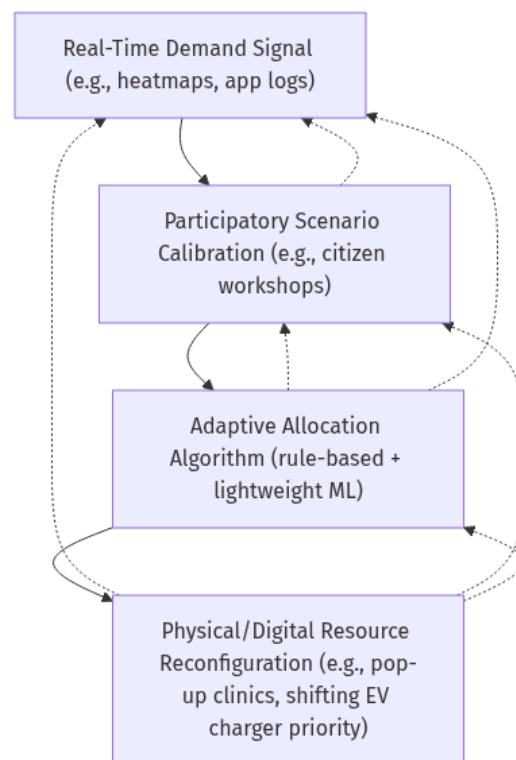 Real-Time Demand Signal
(e.g., heatmaps, app logs)
Participatory Scenario
Calibration (e.g., citizen
workshops)
Adaptive Allocation
Algorithm (rule-based +
lightweight ML)
Physical/Digital Resource
Reconfiguration (e.g., pop-
up clinics, shifting EV
charger priority)